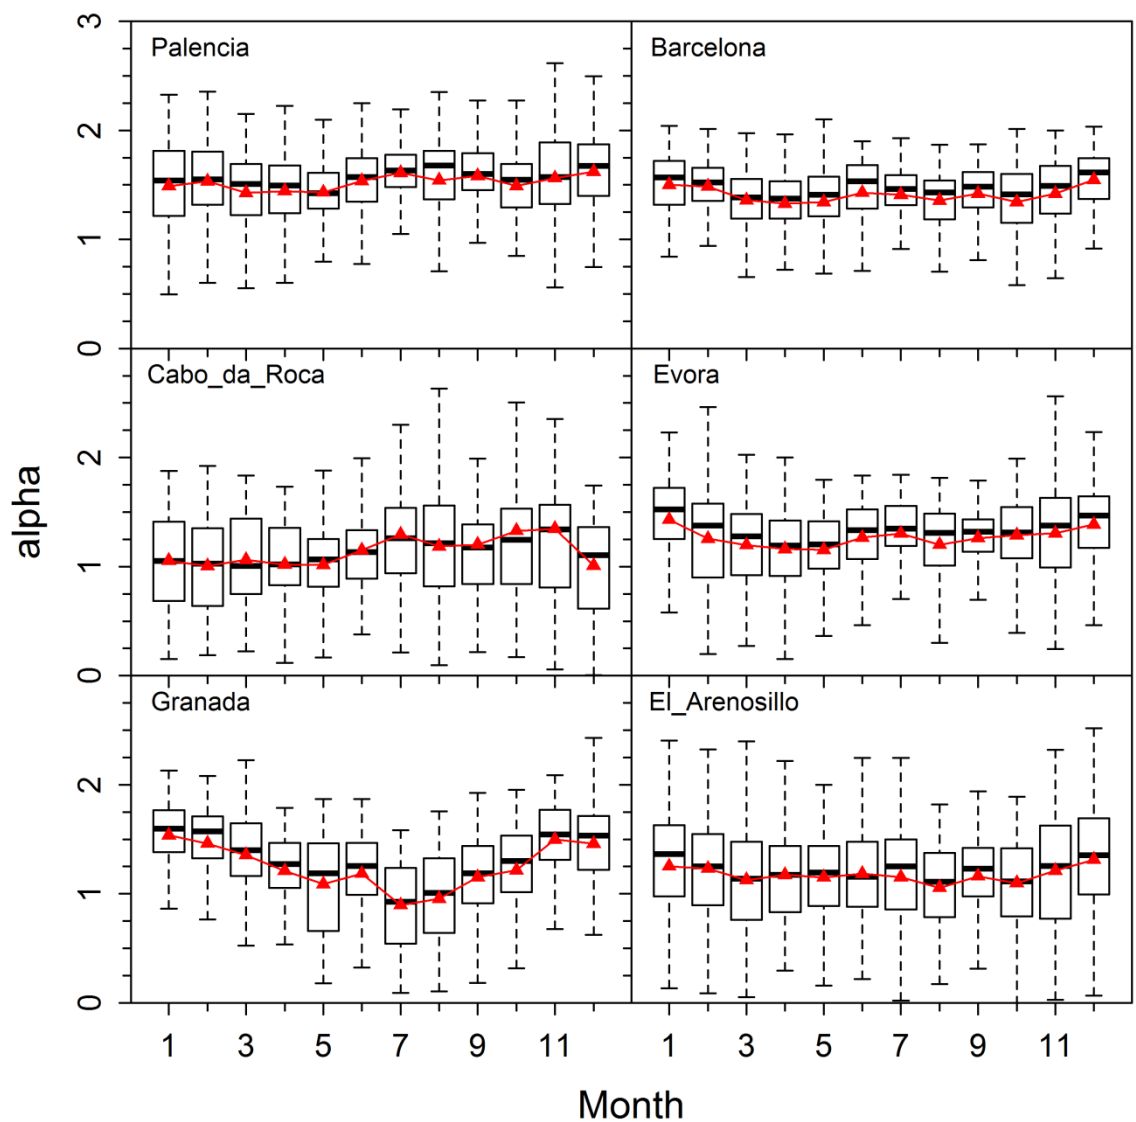 3
Palencia
Barcelona
2
1
0
Cabo_da_Roca
Evora
2
1
0
Granada
El_Arenosillo
2
1
0
alpha
1 3 5 7 9 11 1 3 5 7 9 11
Month